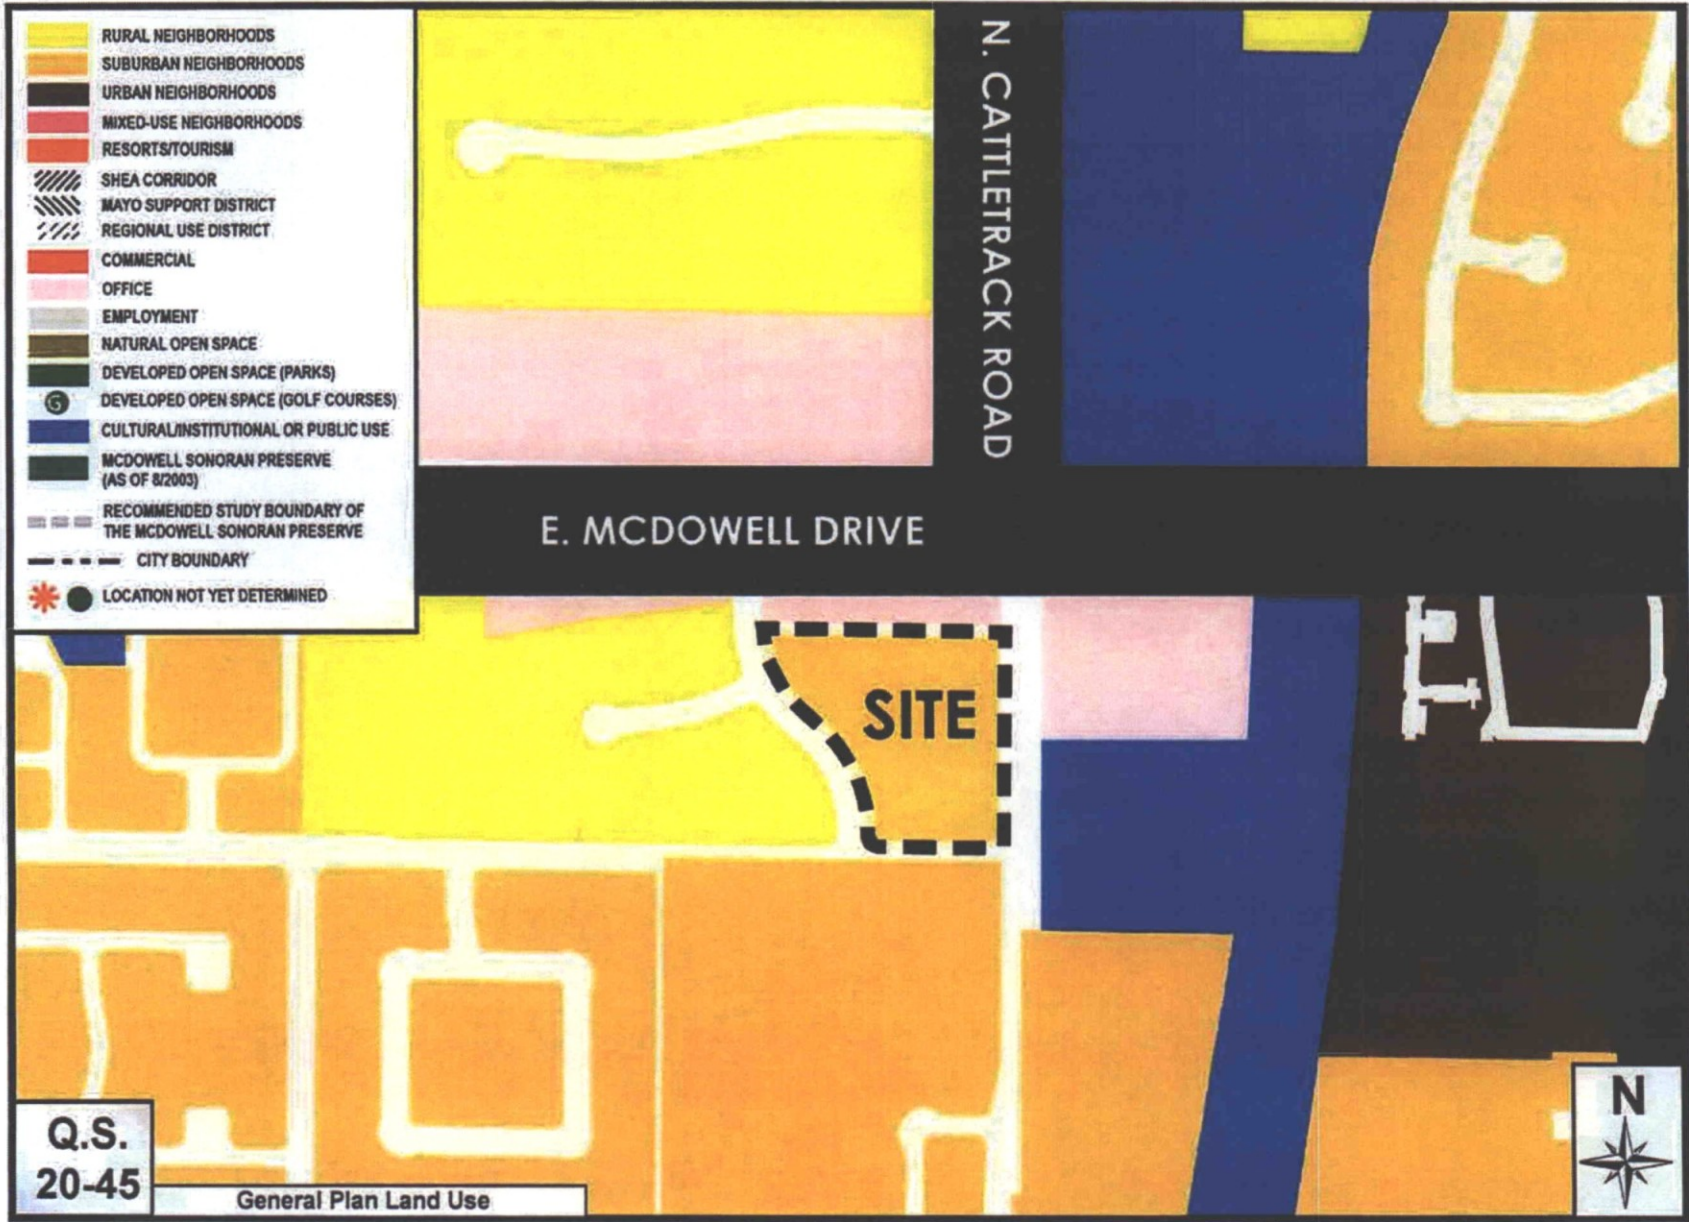 RURAL NEIGHBORHOODS
SUBURBAN NEIGHBORHOODS
URBAN NEIGHBORHOODS
MIXED-USE NEIGHBORHOODS
RESORTS/TOURISM
SHEA CORRIDOR
MAYO SUPPORT DISTRICT
REGIONAL USE DISTRICT
COMMERCIAL
OFFICE
EMPLOYMENT
NATURAL OPEN SPACE
DEVELOPED OPEN SPACE (PARKS)
G DEVELOPED OPEN SPACE (GOLF COURSES)
CULTURAL/INSTITUTIONAL OR PUBLIC USE
MCDOWELL SONORAN PRESERVE
(AS OF 8/2003)
RECOMMENDED STUDY BOUNDARY OF
THE MCDOWELL SONORAN PRESERVE
CITY BOUNDARY
LOCATION NOT YET DETERMINED
N. CATTLETRACK ROAD
E. MCDOWELL DRIVE
SITE
Q.S.
20-45
General Plan Land Use
N